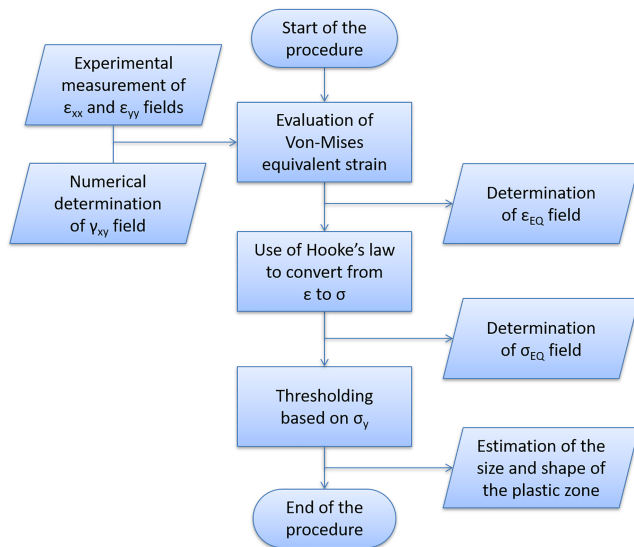 Start of the
procedure
Experimental
measurement of
εxx and εyy fields
Evaluation of
Von-Mises
equivalent strain
Numerical
determination
of γxy field
Determination
of εEQ field
Use of Hooke’s law
to convert from
ε to σ
Determination
of σEQ field
Thresholding
based on σy
Estimation of the
size and shape of
the plastic zone
End of the
procedure